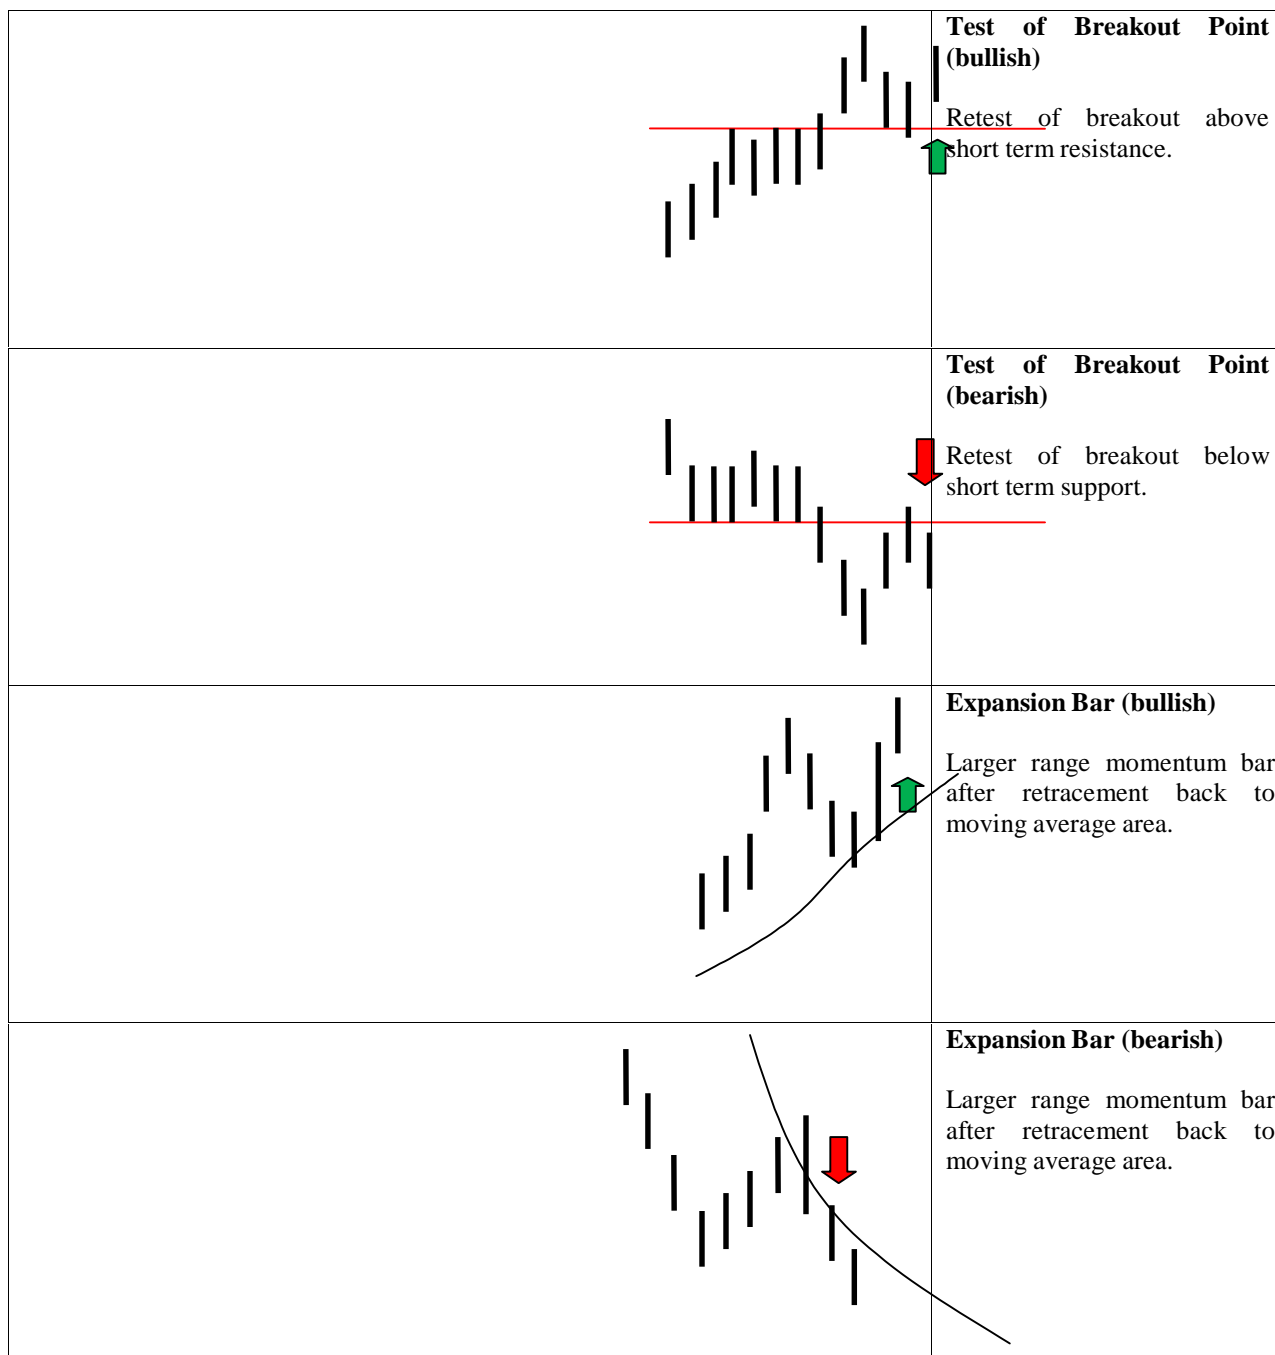 Test of Breakout Point
(bullish)
Retest of breakout above
short term resistance.
Test of Breakout Point
(bearish)
Retest of breakout below
short term support.
Expansion Bar (bullish)
Larger range momentum bar
after retracement back to
moving average area.
Expansion Bar (bearish)
Larger range momentum bar
after retracement back to
moving average area.